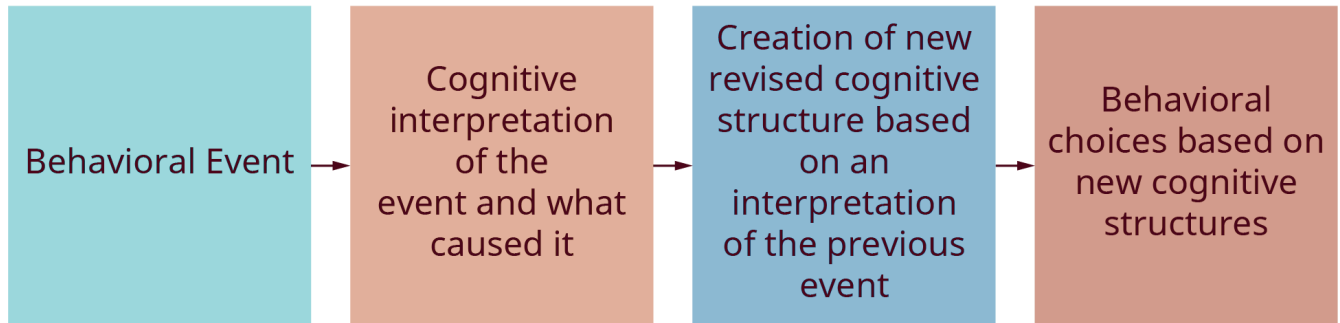 Behavioral Event
Cognitive
interpretation
of the
event and what
caused it
Creation of new
revised cognitive
structure based
on an
interpretation
of the previous
event
Behavioral
choices based on
new cognitive
structures